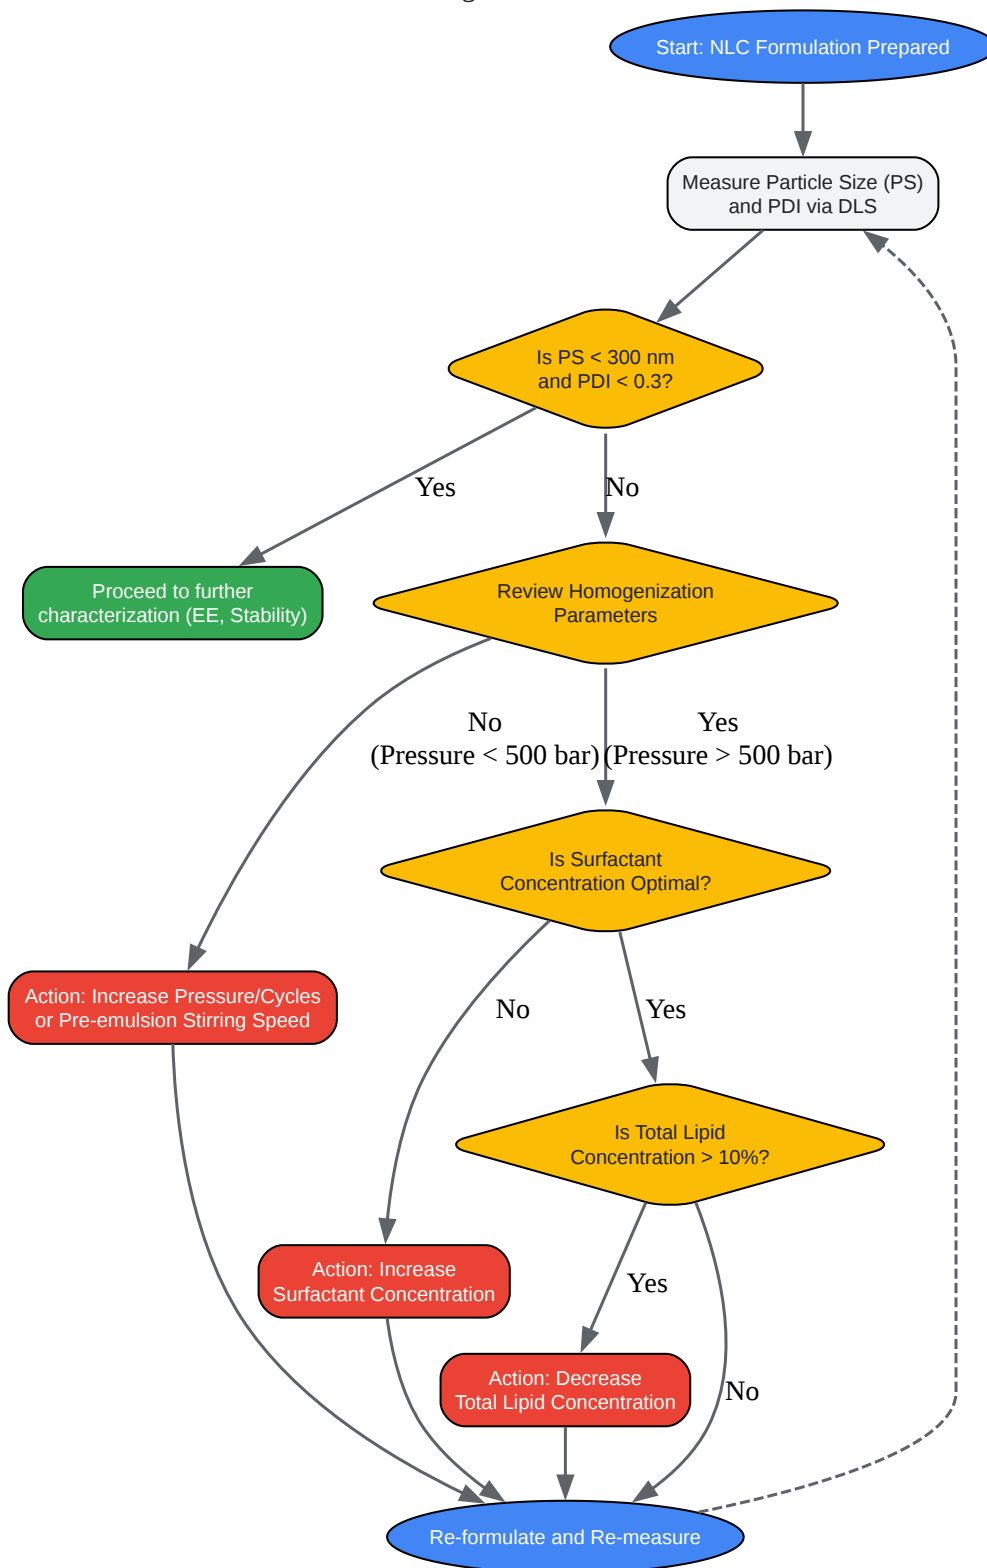 Start: NLC Formulation Prepared
Measure Particle Size (PS)
and PDI via DLS
Is PS < 300 nm
and PDI < 0.3?
Yes
No
Proceed to further
characterization (EE, Stability)
Review Homogenization
Parameters
No
(Pressure < 500 bar)
Yes
(Pressure > 500 bar)
Is Surfactant
Concentration Optimal?
Action: Increase Pressure/Cycles
or Pre-emulsion Stirring Speed
No
Yes
Is Total Lipid
Concentration > 10%?
Action: Increase
Surfactant Concentration
Yes
No
Action: Decrease
Total Lipid Concentration
Re-formulate and Re-measure